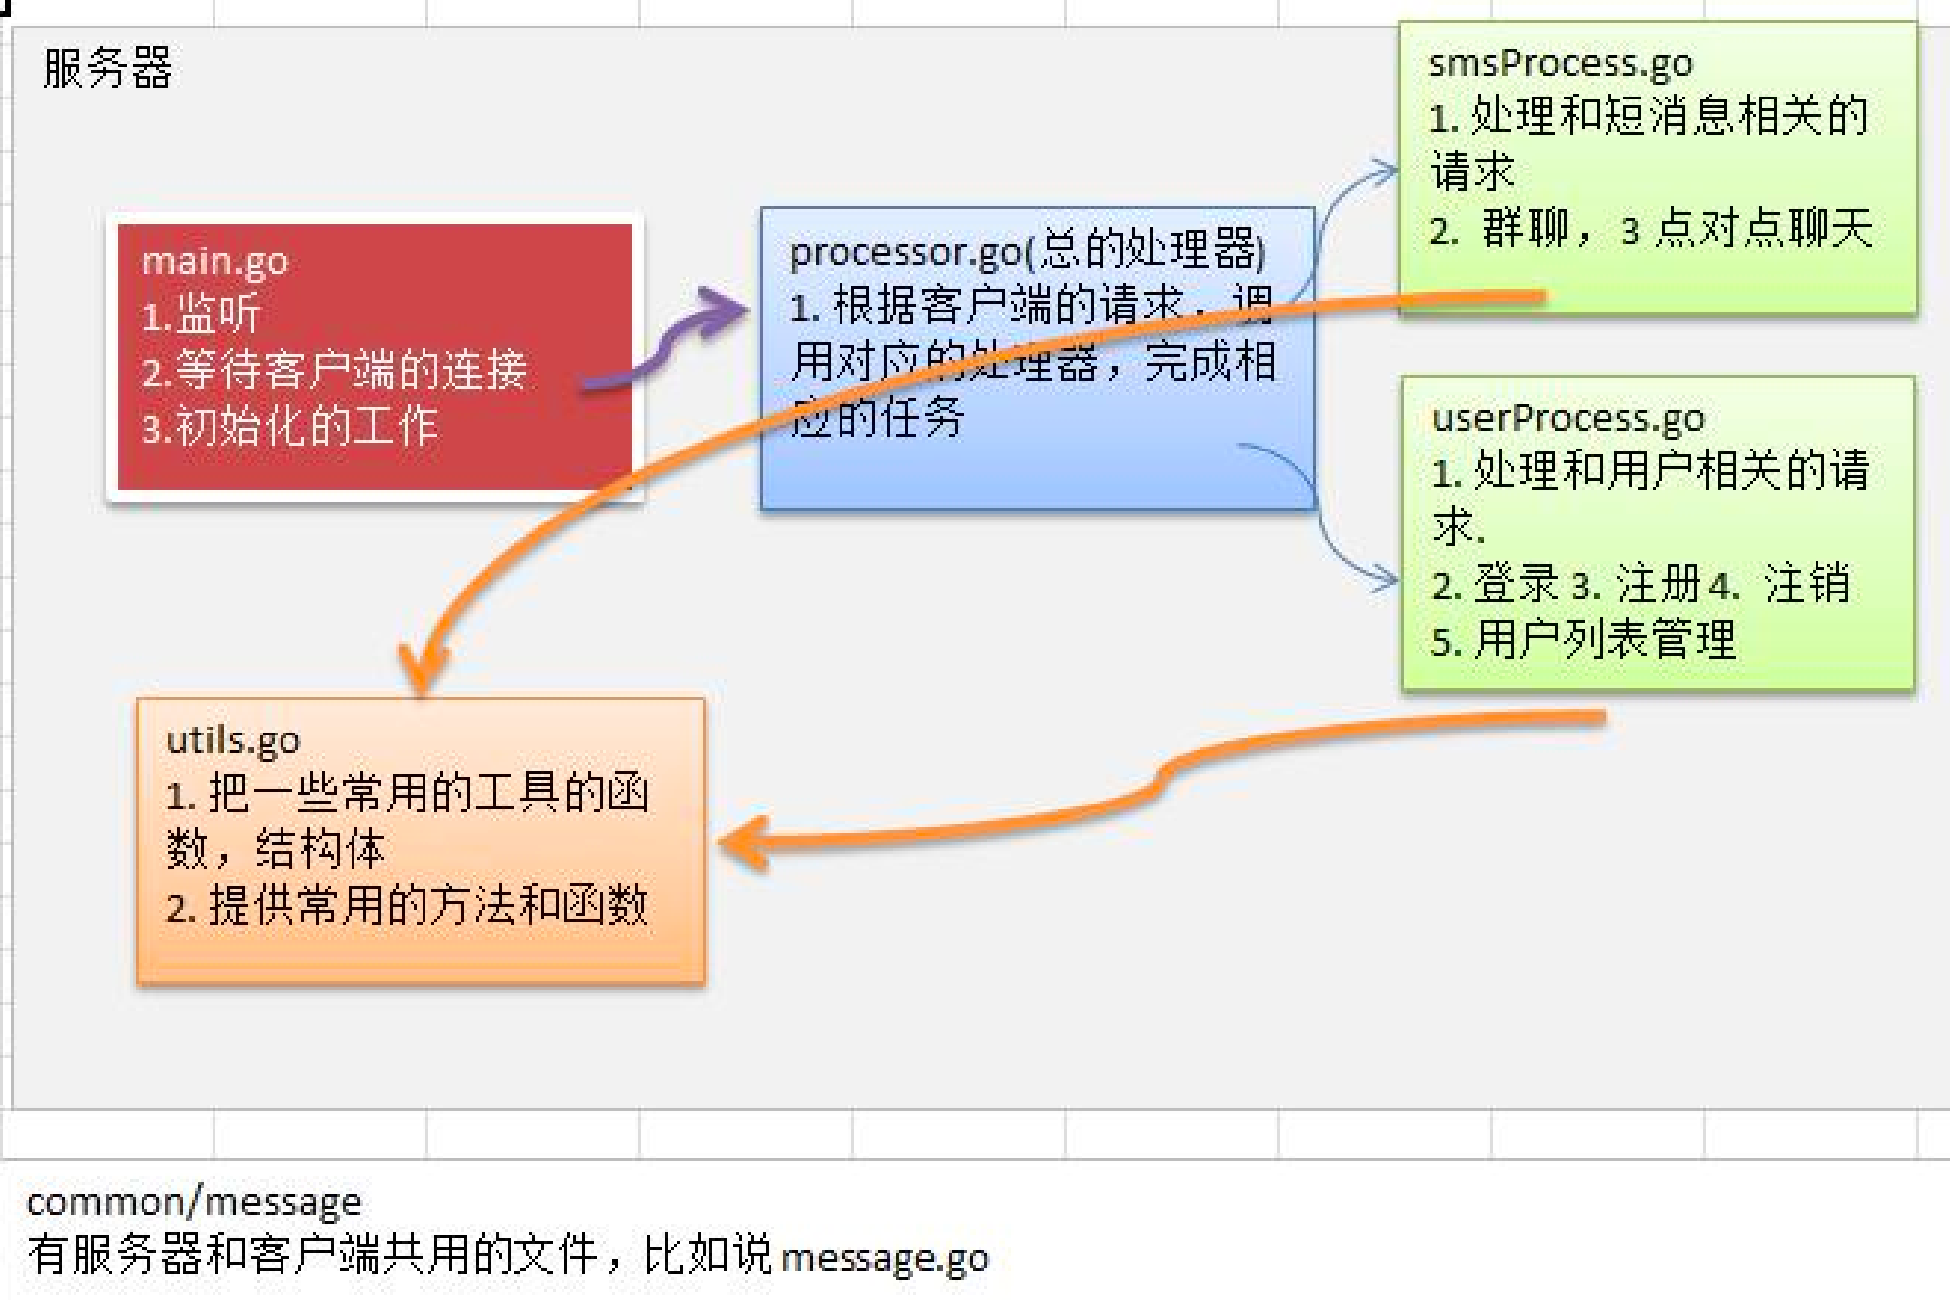 服务器
main.go
1.监听
2.等待客户端的连接
3.初始化的工作
processor.go(总的处理器)
1. 根据客户端的请求，调
用对应的处理器，完成相
应的任务
smsProcess.go
1. 处理和短消息相关的
请求
2. 群聊，3 点对点聊天
userProcess.go
1. 处理和用户相关的请
求.
2. 登录 3. 注册 4. 注销
5. 用户列表管理
utils.go
1. 把一些常用的工具的函
数，结构体
2. 提供常用的方法和函数
common/message
有服务器和客户端共用的文件，比如说 message.go